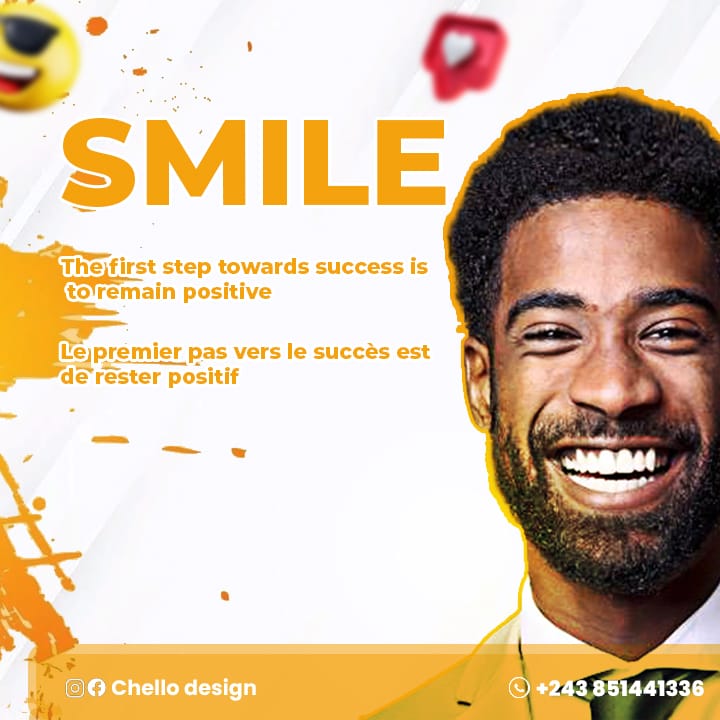 SMILE
The first step towards success is
to remain positive
Le premier pas vers le succès est
de rester positif
Chello design
+243 851441336